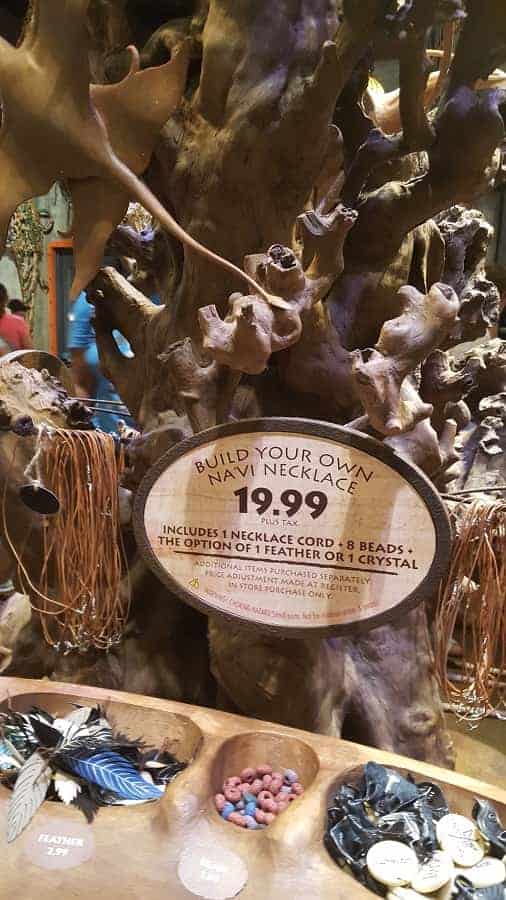 BUILD YOUR OWN
NA'VI NECKLACE
19.99
PLUS TAX
INCLUDES 1 NECKLACE CORD • 8 BEADS •
THE OPTION OF 1 FEATHER OR 1 CRYSTAL
ADDITIONAL ITEMS PURCHASED SEPARATELY.
PRICE ADJUSTMENT MADE AT REGISTER.
IN STORE PURCHASE ONLY.
FEATHER
2.99